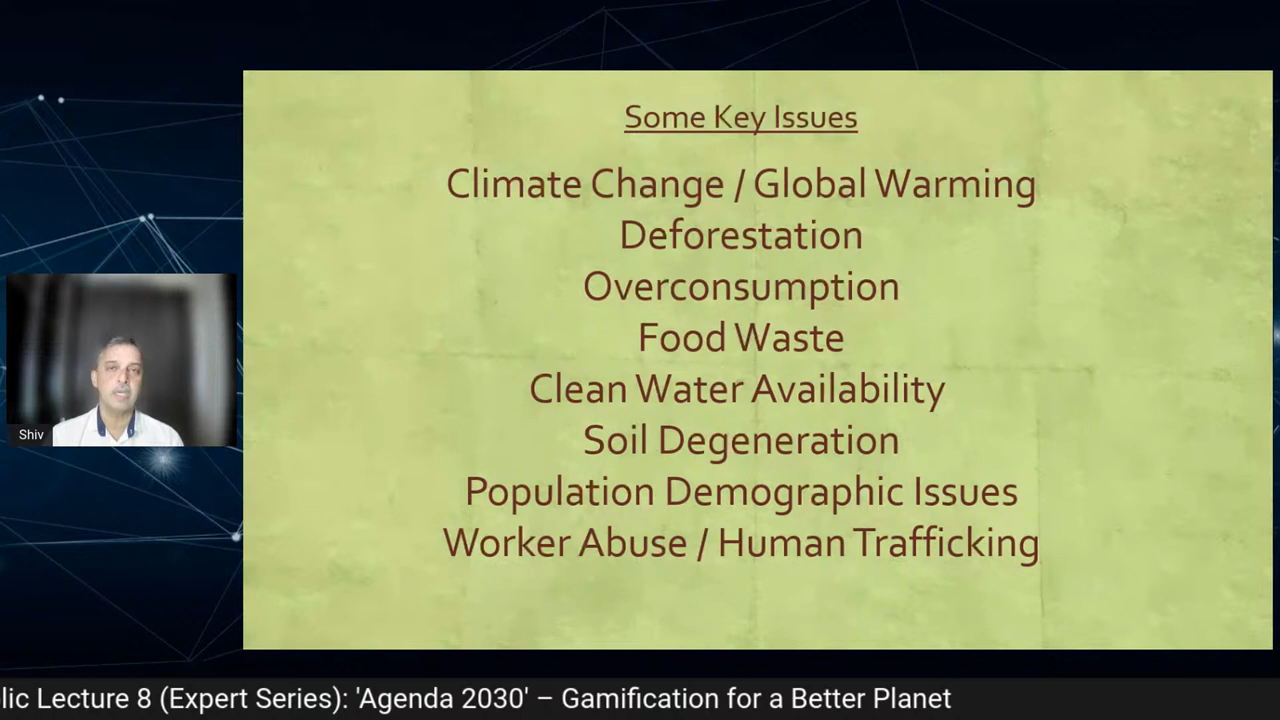 Some Key Issues
Climate Change / Global Warming
Deforestation
Overconsumption
Food Waste
Clean Water Availability
Soil Degeneration
Population Demographic Issues
Worker Abuse / Human Trafficking
Shiv
lic Lecture 8 (Expert Series): 'Agenda 2030' – Gamification for a Better Planet